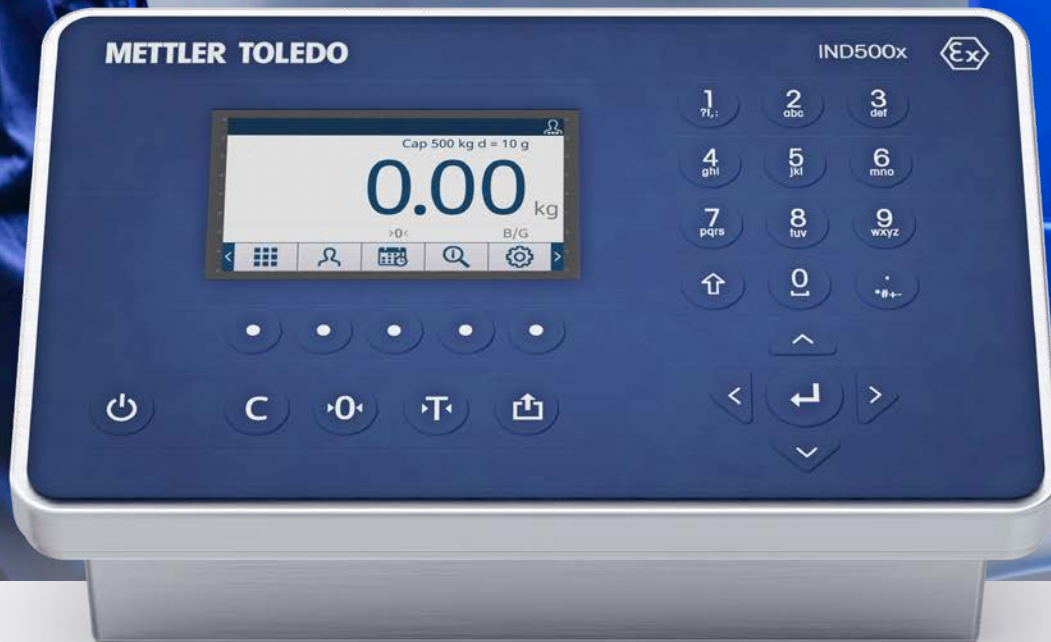 METTLER TOLEDO
IND500x
Ex
Cap 500 kg d = 10 g
0.00 kg
>0<
B/G
1 ?!,:
2 abc
3 def
4 ghi
5 jkl
6 mno
7 pqrs
8 tuv
9 wxyz
0
. *#+-
C
0
T